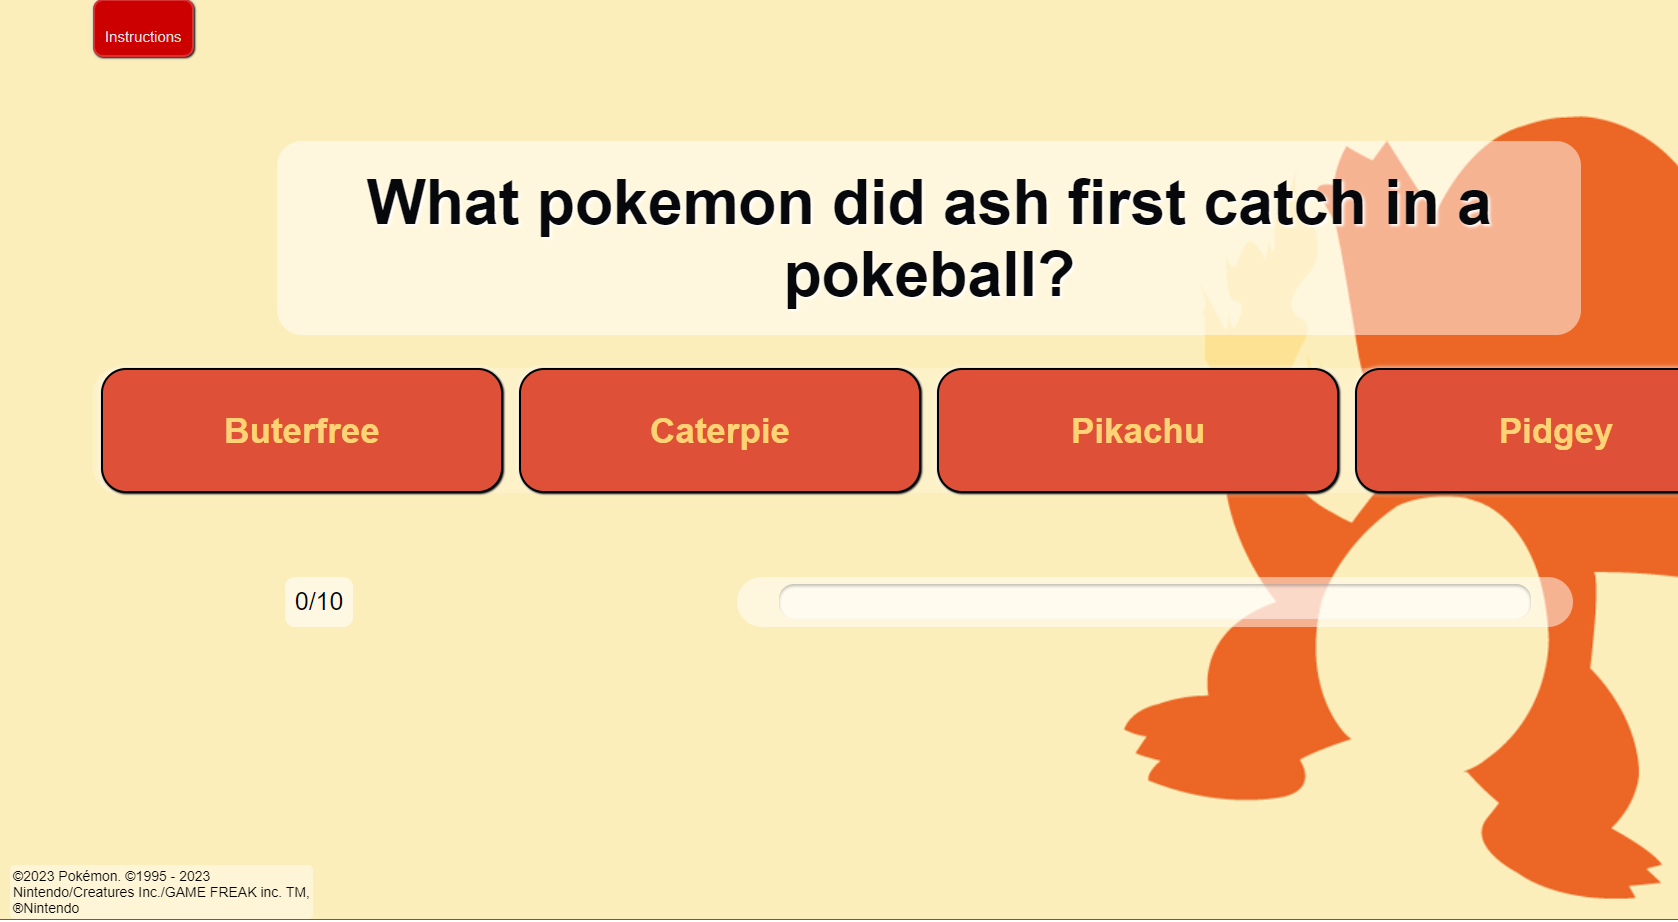 Instructions
What pokemon did ash first catch in a
pokeball?
Buterfree
Caterpie
Pikachu
Pidgey
0/10
©2023 Pokémon. ©1995 - 2023
Nintendo/Creatures Inc./GAME FREAK inc. TM,
®Nintendo